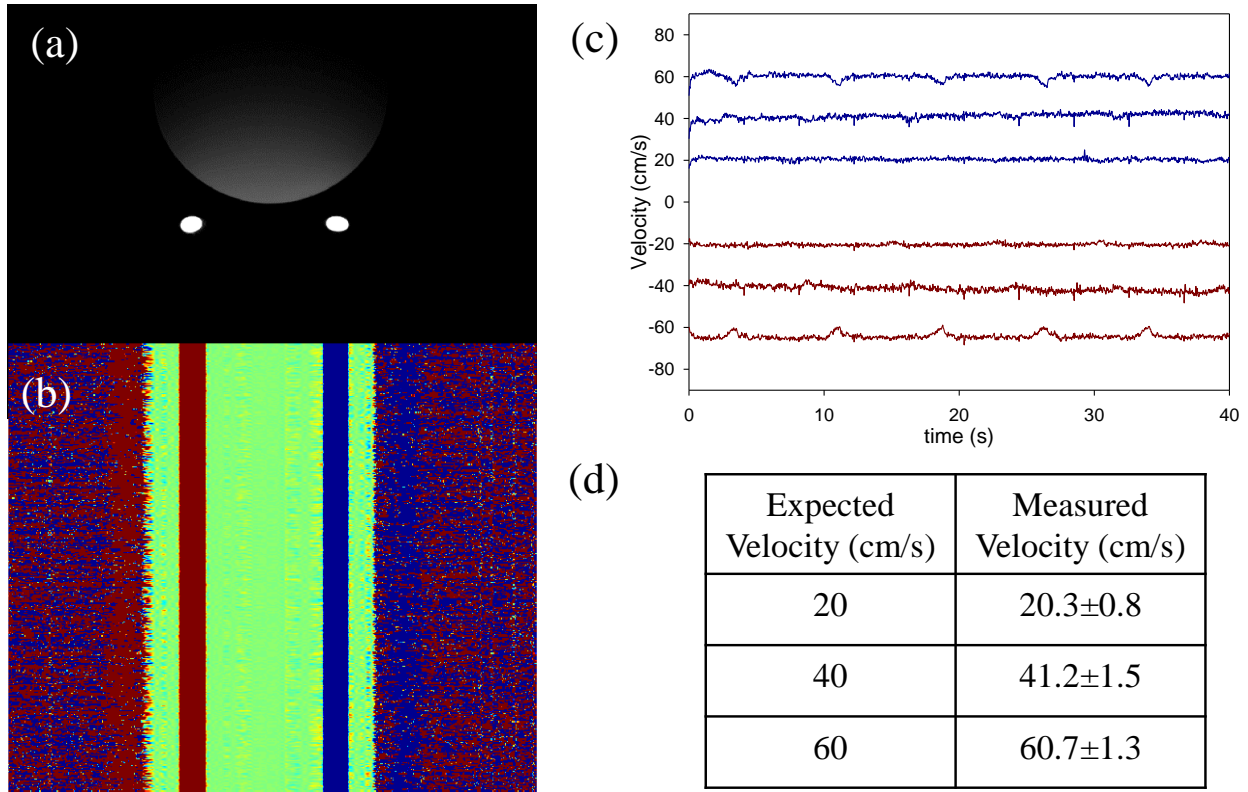 (a)
(b)
(c)
80
60
40
20
0
-20
-40
-60
-80
Velocity (cm/s)
0
10
20
30
40
time (s)
(d)
Expected Velocity (cm/s)
Measured Velocity (cm/s)
20
20.3±0.8
40
41.2±1.5
60
60.7±1.3